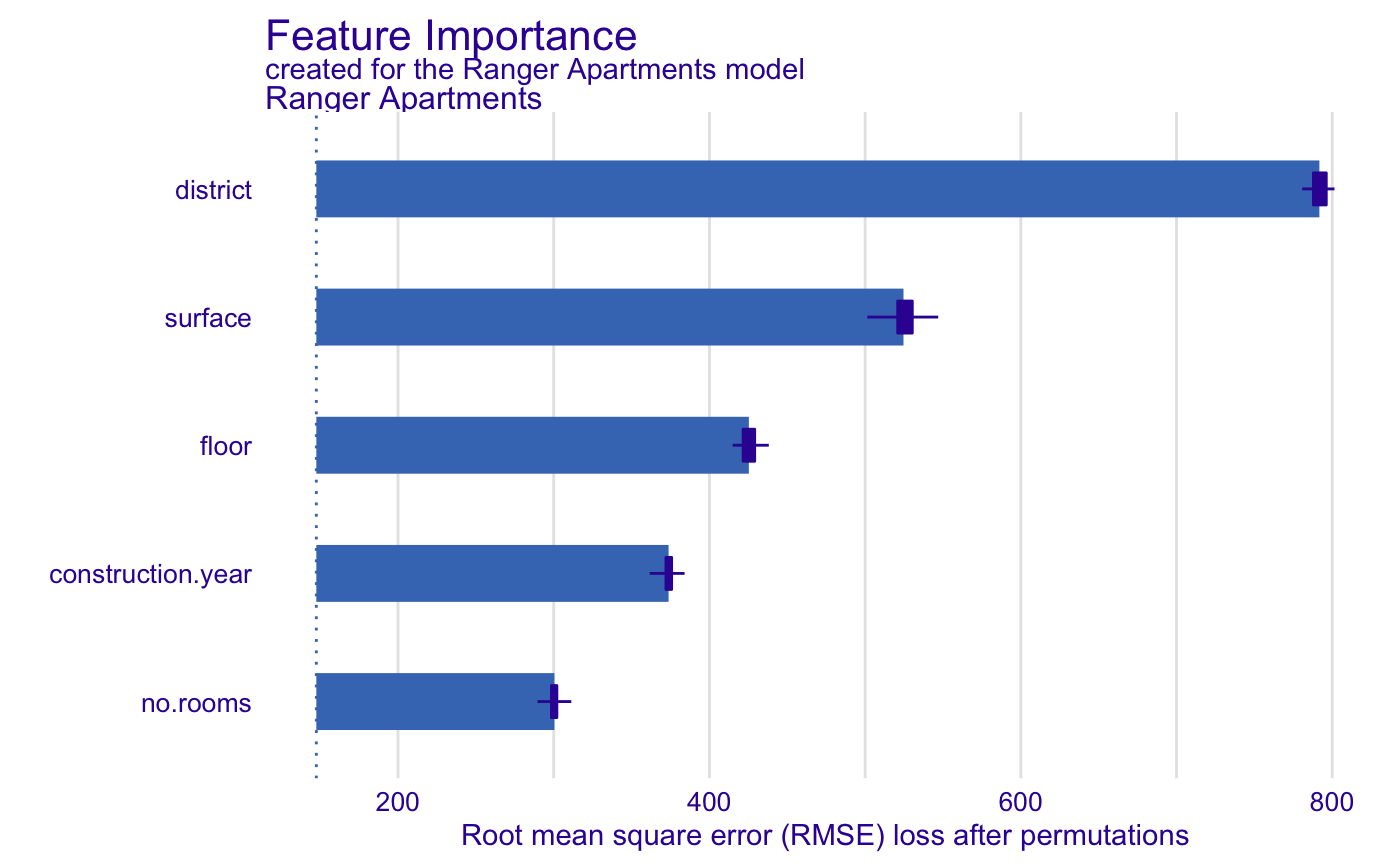 Feature Importance
created for the Ranger Apartments model
Ranger Apartments
district
surface
floor
construction.year
no.rooms
200 400 600 800
Root mean square error (RMSE) loss after permutations